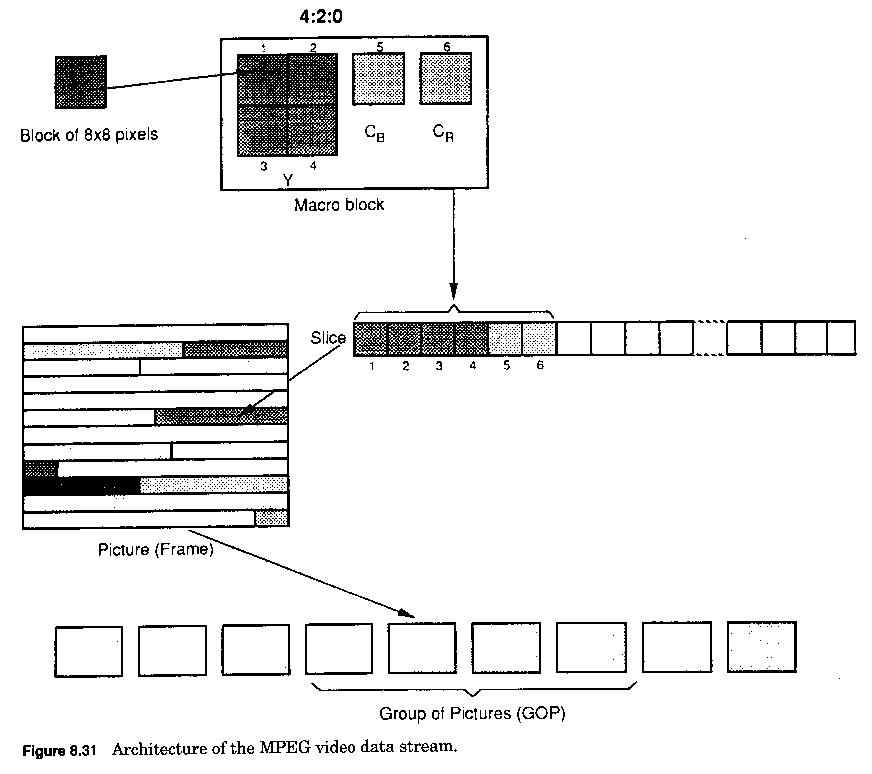 4:2:0
1 2 5 6
Block of 8x8 pixels
C_B C_R
3 4
Y
Macro block
Slice
1 2 3 4 5 6
Picture (Frame)
Group of Pictures (GOP)
Figure 8.31 Architecture of the MPEG video data stream.